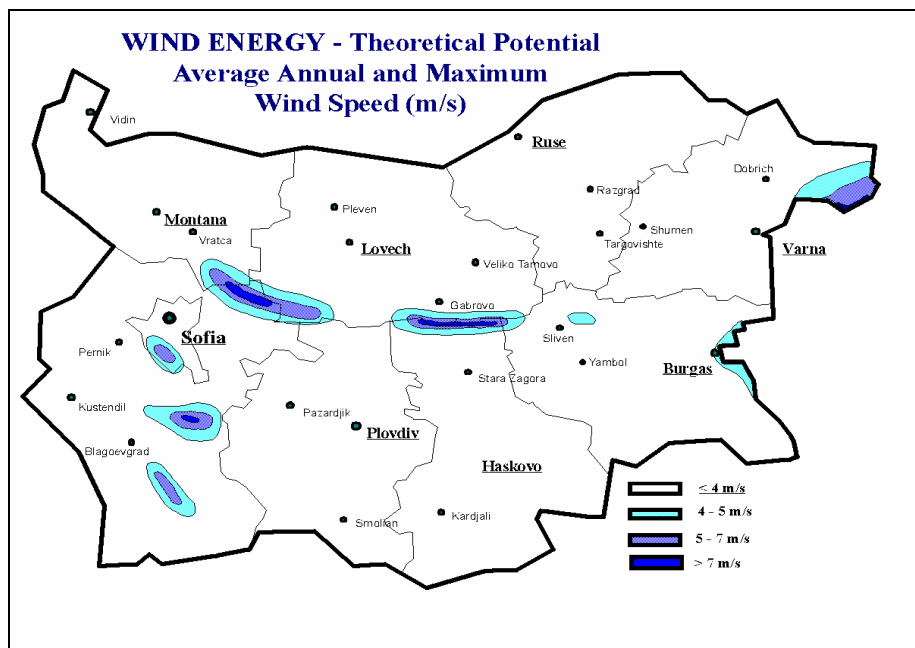 WIND ENERGY - Theoretical Potential
Average Annual and Maximum
Wind Speed (m/s)
Vidin
Ruse
Dobrich
Razgrad
Pleven
Montana
Vratca
Lovech
Shumen
Targovishte
Varna
Veliko Tarnovo
Gabrovo
Sofia
Sliven
Pernik
Yambol
Burgas
Stara Zagora
Kustendil
Pazardjik
Plovdiv
Blagoevgrad
Haskovo
Smolian
Kardjali
< 4 m/s
4 - 5 m/s
5 - 7 m/s
> 7 m/s